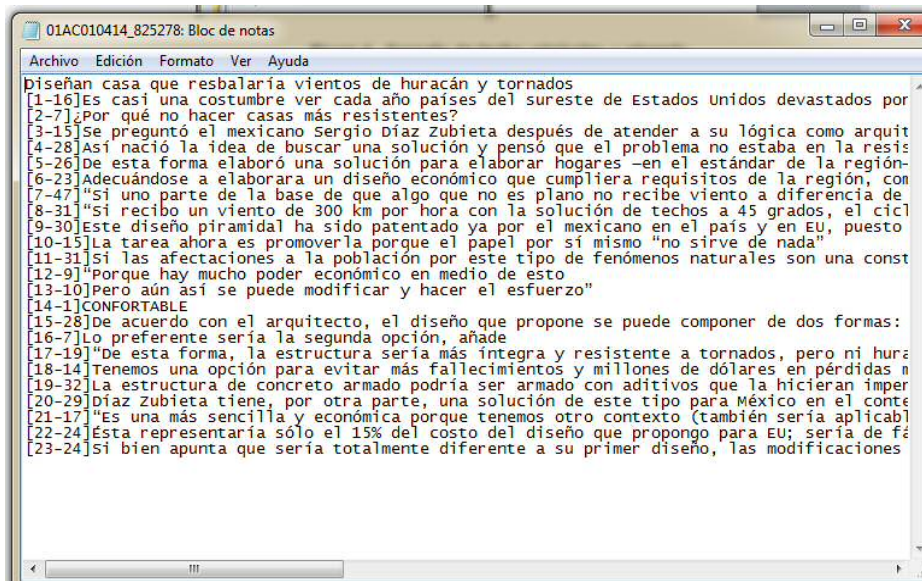 01AC010414_825278: Bloc de notas
Archivo Edición Formato Ver Ayuda
Diseñan casa que resbalaría vientos de huracán y tornados
[1-16]Es casi una costumbre ver cada año países del sureste de Estados Unidos devastados por
[2-7]¿Por qué no hacer casas más resistentes?
[3-15]Se preguntó el mexicano Sergio Díaz Zubieta después de atender a su lógica como arquit
[4-28]Así nació la idea de buscar una solución y pensó que el problema no estaba en la resis
[5-26]De esta forma elaboró una solución para elaborar hogares —en el estándar de la región—
[6-23]Adecuándose a elaborara un diseño económico que cumpliera requisitos de la región, com
[7-47]“Si uno parte de la base de que algo que no es plano no recibe viento a diferencia de
[8-31]“Si recibo un viento de 300 km por hora con la solución de techos a 45 grados, el cicl
[9-30]Este diseño piramidal ha sido patentado ya por el mexicano en el país y en EU, puesto
[10-15]La tarea ahora es promoverla porque el papel por sí mismo “no sirve de nada”
[11-31]Si las afectaciones a la población por este tipo de fenómenos naturales son una const
[12-9]“Porque hay mucho poder económico en medio de esto
[13-10]Pero aún así se puede modificar y hacer el esfuerzo”
[14-1]CONFORTABLE
[15-28]De acuerdo con el arquitecto, el diseño que propone se puede componer de dos formas:
[16-7]Lo preferente sería la segunda opción, añade
[17-19]“De esta forma, la estructura sería más íntegra y resistente a tornados, pero ni hura
[18-14]Tenemos una opción para evitar más fallecimientos y millones de dólares en pérdidas m
[19-32]La estructura de concreto armado podría ser armado con aditivos que la hicieran imper
[20-29]Díaz Zubieta tiene, por otra parte, una solución de este tipo para México en el conte
[21-17]“Es una más sencilla y económica porque tenemos otro contexto (también sería aplicabl
[22-24]Ésta representaría sólo el 15% del costo del diseño que propongo para EU; sería de fá
[23-24]Si bien apunta que sería totalmente diferente a su primer diseño, las modificaciones